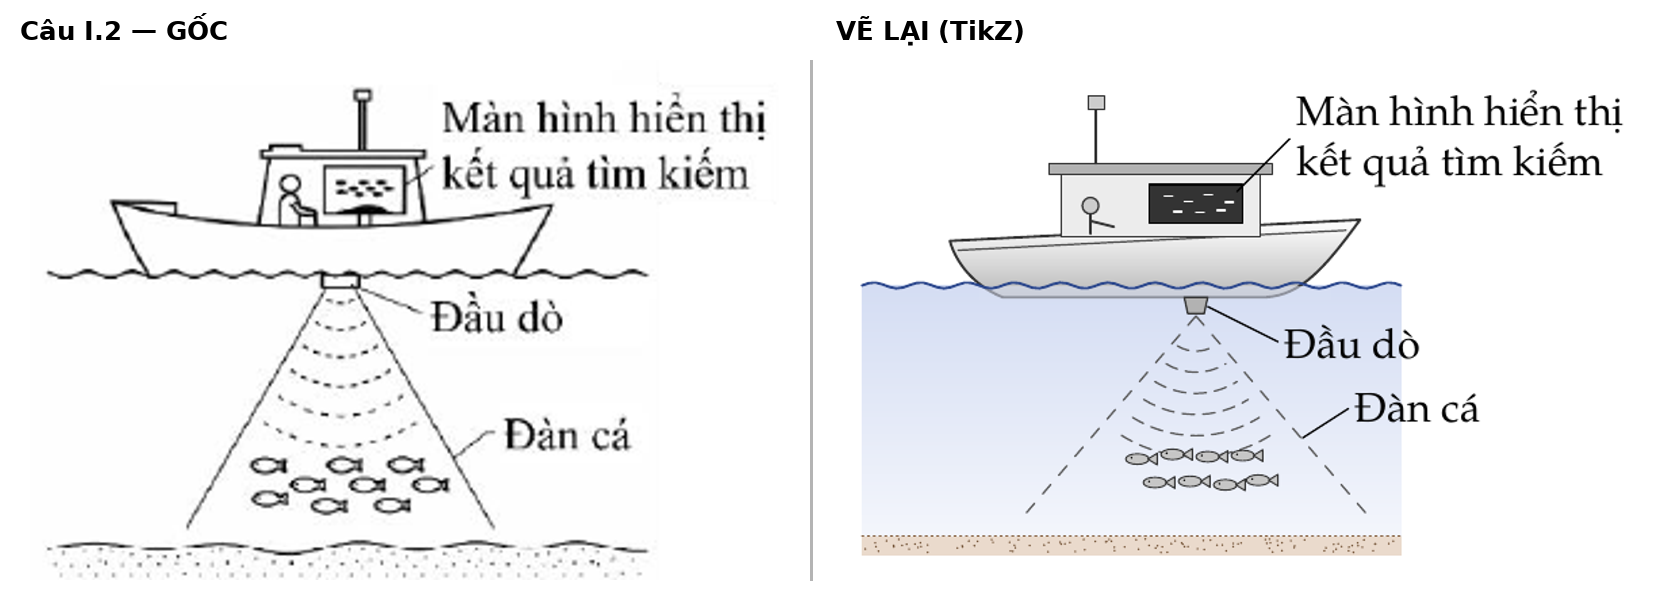 Câu I.2 — GỐC
Màn hình hiển thị
kết quả tìm kiếm
Đầu dò
Đàn cá
VẼ LẠI (TikZ)
Màn hình hiển thị
kết quả tìm kiếm
Đầu dò
Đàn cá